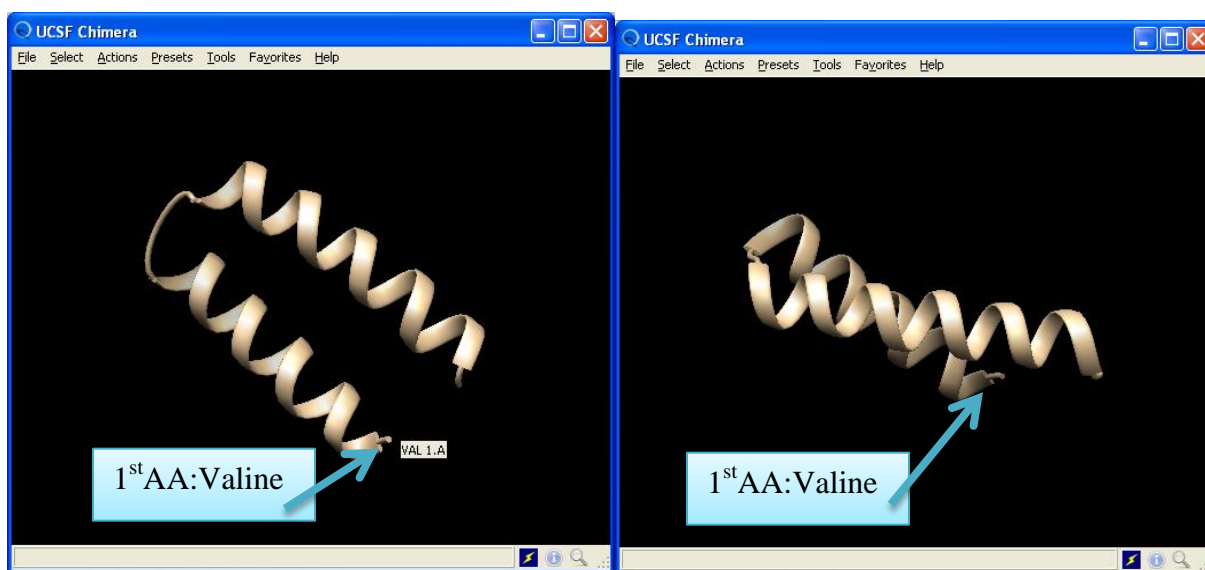 UCSF Chimera
File Select Actions Presets Tools Favorites Help
VAL 1.A
1stAA:Valine
UCSF Chimera
File Select Actions Presets Tools Favorites Help
1stAA:Valine